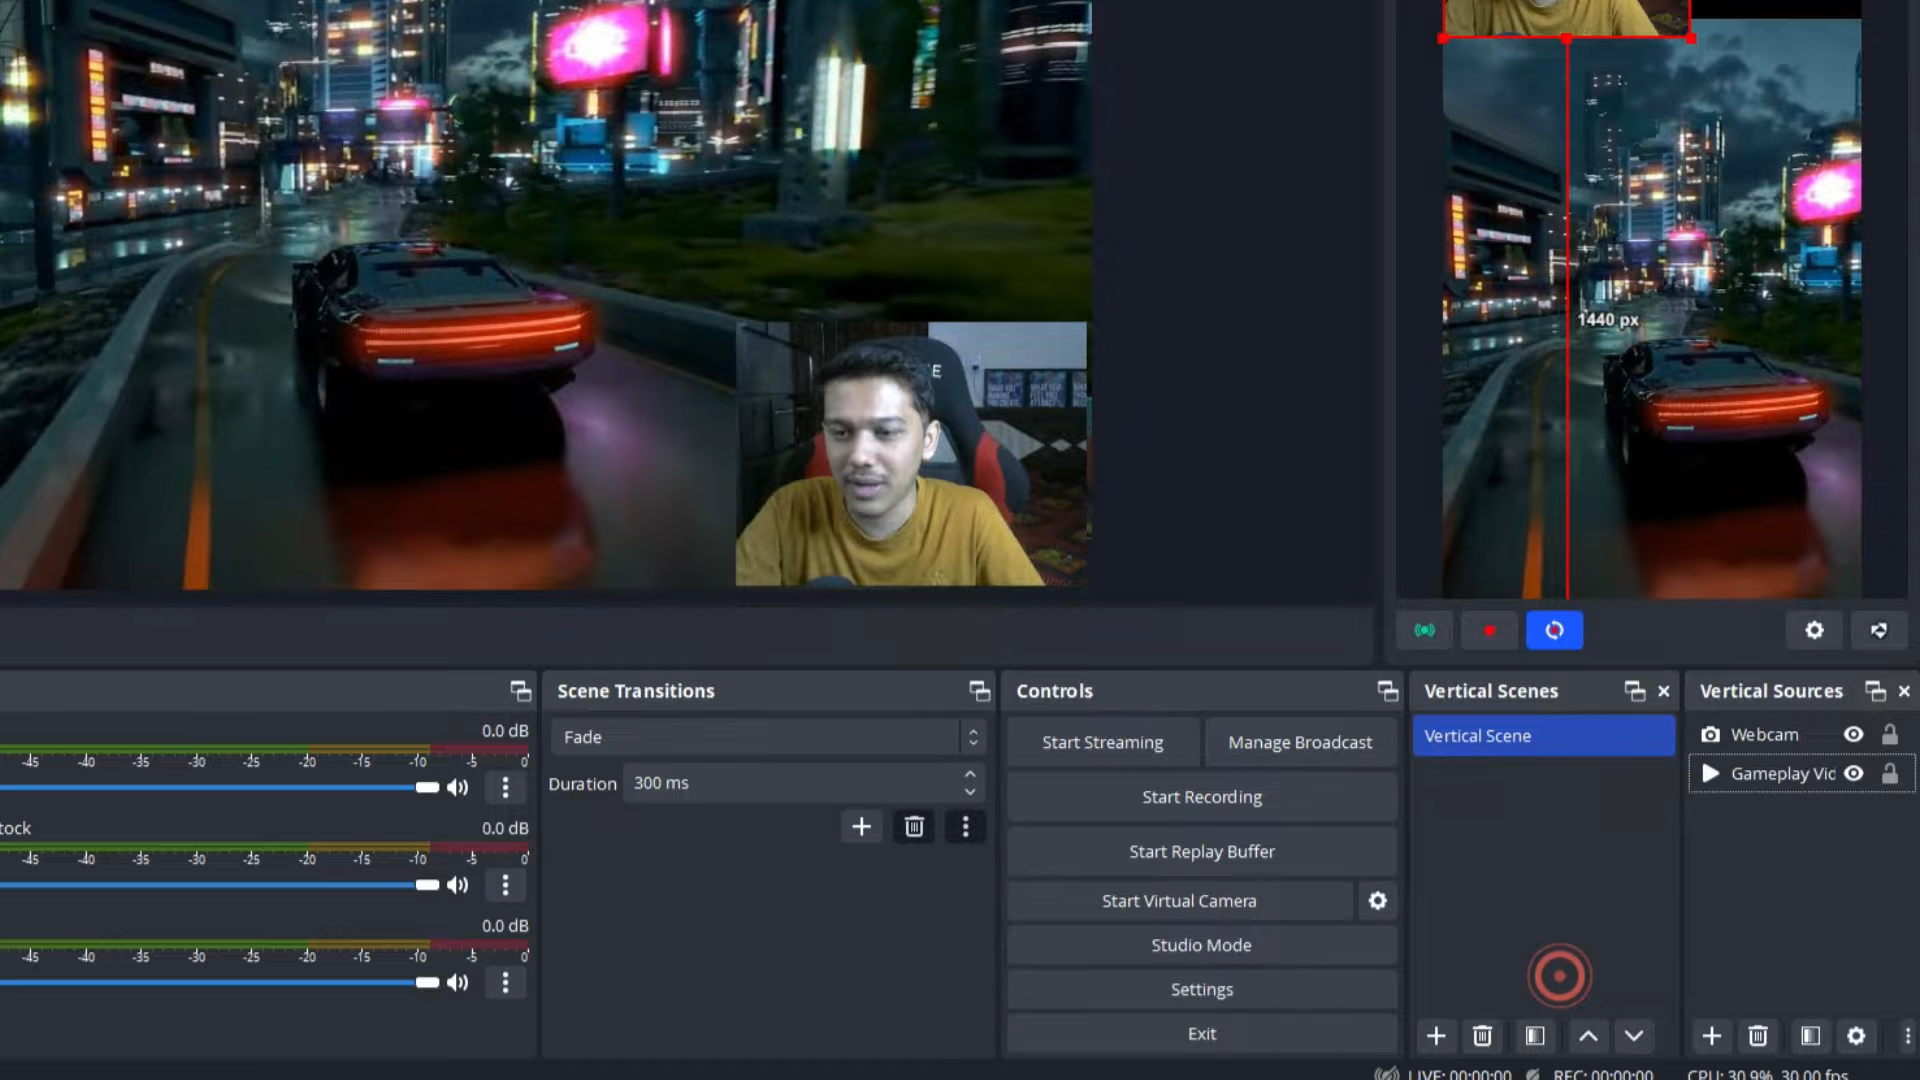 E
1440 px
Scene Transitions
Controls
Vertical Scenes
Vertical Sources
0.0 dB
-45 -40 -35 -30 -25 -20 -15 -10 -5 0
tock
0.0 dB
-45 -40 -35 -30 -25 -20 -15 -10 -5 0
0.0 dB
-45 -40 -35 -30 -25 -20 -15 -10 -5 0
Fade
Duration 300 ms
Start Streaming
Manage Broadcast
Start Recording
Start Replay Buffer
Start Virtual Camera
Studio Mode
Settings
Exit
Vertical Scene
Webcam
Gameplay Vid
LIVE: 00:00:00 REC: 00:00:00 CPU: 30.9%, 30.00 fps